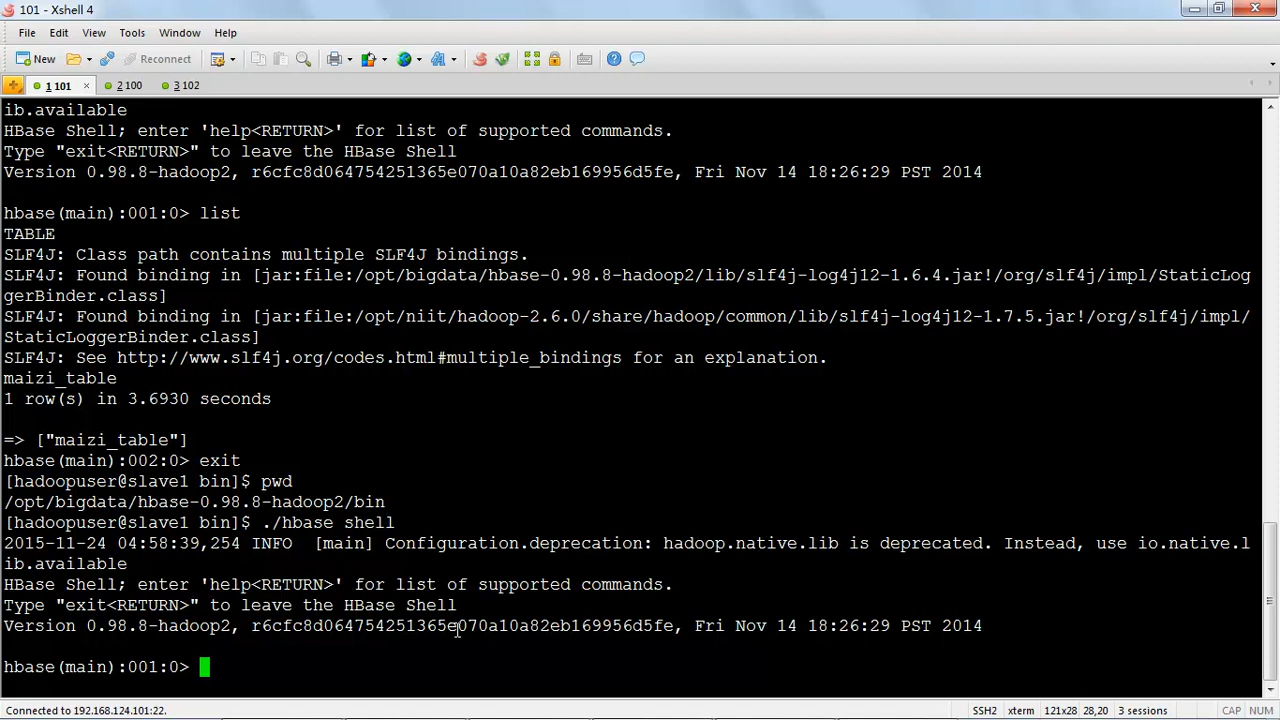 101 - Xshell 4
File Edit View Tools Window Help
New Reconnect
1 101 2 100 3 102
ib.available
HBase Shell; enter 'help<RETURN>' for list of supported commands.
Type "exit<RETURN>" to leave the HBase Shell
Version 0.98.8-hadoop2, r6cfc8d064754251365e070a10a82eb169956d5fe, Fri Nov 14 18:26:29 PST 2014
hbase(main):001:0> list
TABLE
SLF4J: Class path contains multiple SLF4J bindings.
SLF4J: Found binding in [jar:file:/opt/bigdata/hbase-0.98.8-hadoop2/lib/slf4j-log4j12-1.6.4.jar!/org/slf4j/impl/StaticLog
gerBinder.class]
SLF4J: Found binding in [jar:file:/opt/niit/hadoop-2.6.0/share/hadoop/common/lib/slf4j-log4j12-1.7.5.jar!/org/slf4j/impl/
StaticLoggerBinder.class]
SLF4J: See http://www.slf4j.org/codes.html#multiple_bindings for an explanation.
maizi_table
1 row(s) in 3.6930 seconds
=> ["maizi_table"]
hbase(main):002:0> exit
[hadoopuser@slave1 bin]$ pwd
/opt/bigdata/hbase-0.98.8-hadoop2/bin
[hadoopuser@slave1 bin]$ ./hbase shell
2015-11-24 04:58:39,254 INFO  [main] Configuration.deprecation: hadoop.native.lib is deprecated. Instead, use io.native.l
ib.available
HBase Shell; enter 'help<RETURN>' for list of supported commands.
Type "exit<RETURN>" to leave the HBase Shell
Version 0.98.8-hadoop2, r6cfc8d064754251365e070a10a82eb169956d5fe, Fri Nov 14 18:26:29 PST 2014
hbase(main):001:0>
Connected to 192.168.124.101:22. SSH2 xterm 121x28 28,20 3 sessions CAP NUM